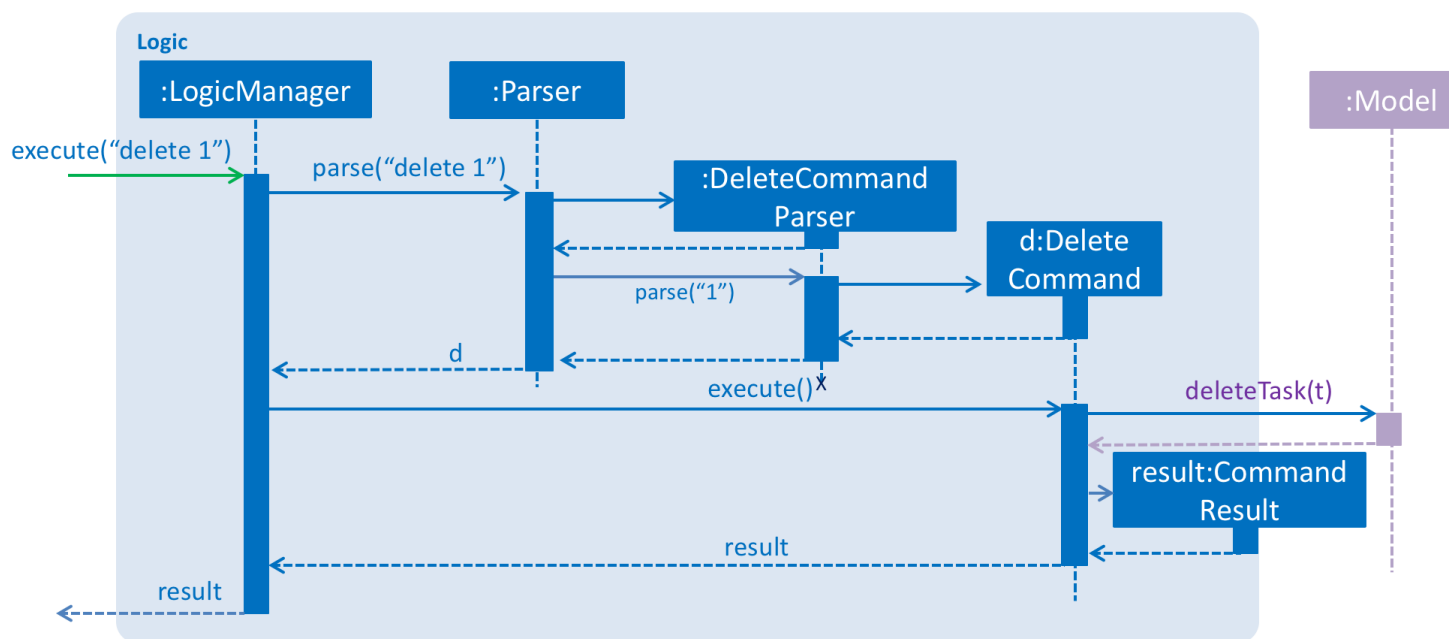 Logic
:LogicManager
:Parser
:Model
execute(“delete 1”)
parse(“delete 1”)
:DeleteCommand
Parser
d:Delete
Command
parse(“1”)
d
execute()
X
deleteTask(t)
result:Command
Result
result
result